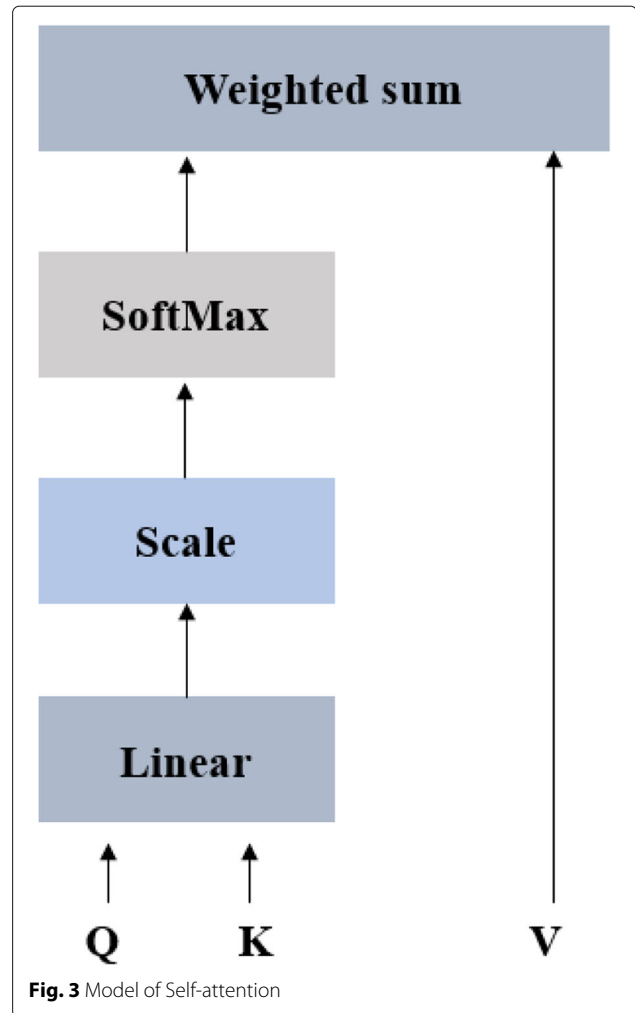 Weighted sum
SoftMax
Scale
Linear
Q K V
Fig. 3 Model of Self-attention